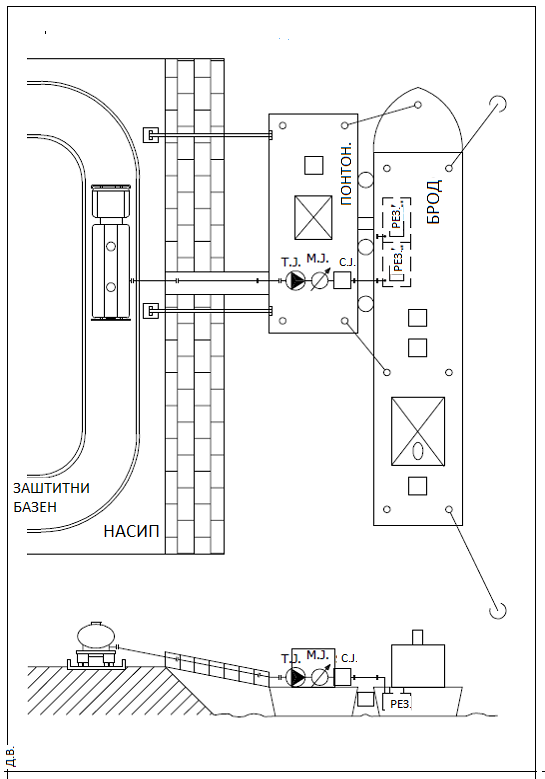 ПОНТОН.
БРОД
РЕЗ.
РЕЗ.
T.J.
M.J.
C.J.
ЗАШТИТНИ
БАЗЕН
НАСИП
T.J.
M.J.
C.J.
РЕЗ.
Д.В.